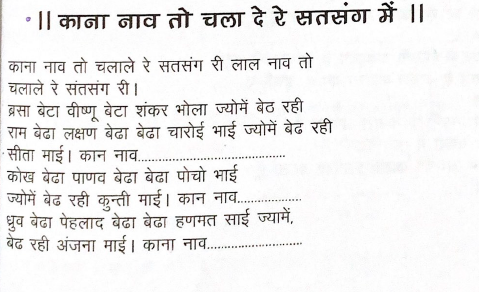 || काना नाव तो चला दे रे सतसंग में ||
काना नाव तो चलाले रे सतसंग री लाल नाव तो
चलाले रे संतसंग री।
ब्रसा बेटा वीष्णू बेटा शंकर भोला ज्योमें बेठ रही
राम बेढा लक्षण बेढा बेढा चारोई भाई ज्योमें बेढ रही
सीता माई। कान नाव.......................................
कोख बेढा पाणव बेढा बेढा पोचो भाई
ज्योमें बेढ रही कुन्ती माई। कान नाव..................
ध्रुव बेढा पेहलाद बेढा बेढा हणमत साई ज्यामें,
बेढ रही अंजना माई। काना नाव..........................